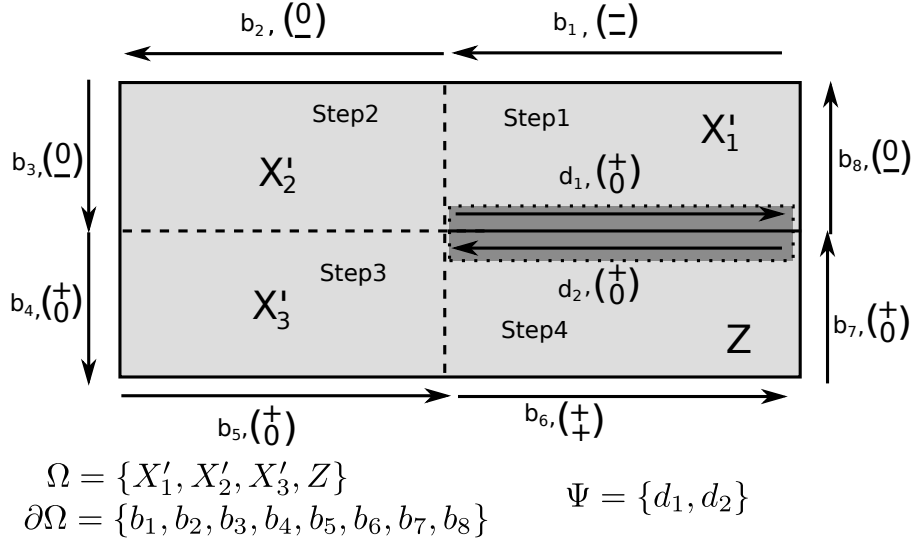 b₂, (0 −) b₁, (− −)
Step2 Step1
X′₁
b₃, (0 −) X′₂ b₈, (0 −)
d₁, (+ 0)
Step3 d₂, (+ 0)
b₄, (+ 0) X′₃ b₇, (+ 0)
Step4 Z
b₅, (+ 0) b₆, (+ +)
Ω = {X′₁, X′₂, X′₃, Z}
Ψ = {d₁, d₂}
∂Ω = {b₁, b₂, b₃, b₄, b₅, b₆, b₇, b₈}